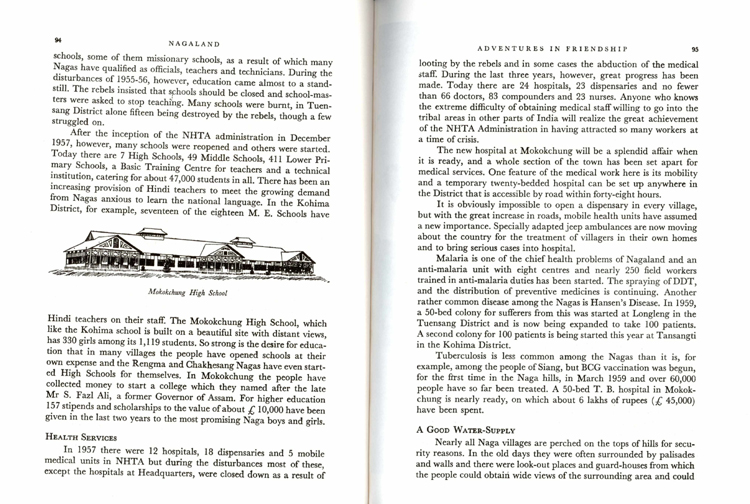 94
NAGALAND
schools, some of them missionary schools, as a result of which many
Nagas have qualified as officials, teachers and technicians. During the
disturbances of 1955-56, however, education came almost to a stand-
still. The rebels insisted that schools should be closed and school-mas-
ters were asked to stop teaching. Many schools were burnt, in Tuen-
sang District alone fifteen being destroyed by the rebels, though a few
struggled on.
After the inception of the NHTA administration in December
1957, however, many schools were reopened and others were started.
Today there are 7 High Schools, 49 Middle Schools, 411 Lower Pri-
mary Schools, a Basic Training Centre for teachers and a technical
institution, catering for about 47,000 students in all. There has been an
increasing provision of Hindi teachers to meet the growing demand
from Nagas anxious to learn the national language. In the Kohima
District, for example, seventeen of the eighteen M. E. Schools have
Mokokchung High School
Hindi teachers on their staff. The Mokokchung High School, which
like the Kohima school is built on a beautiful site with distant views,
has 330 girls among its 1,119 students. So strong is the desire for educa-
tion that in many villages the people have opened schools at their
own expense and the Rengma and Chakhesang Nagas have even start-
ed High Schools for themselves. In Mokokchung the people have
collected money to start a college which they named after the late
Mr S. Fazl Ali, a former Governor of Assam. For higher education
157 stipends and scholarships to the value of about £ 10,000 have been
given in the last two years to the most promising Naga boys and girls.
HEALTH SERVICES
In 1957 there were 12 hospitals, 18 dispensaries and 5 mobile
medical units in NHTA but during the disturbances most of these,
except the hospitals at Headquarters, were closed down as a result of
ADVENTURES IN FRIENDSHIP
95
looting by the rebels and in some cases the abduction of the medical
staff. During the last three years, however, great progress has been
made. Today there are 24 hospitals, 23 dispensaries and no fewer
than 66 doctors, 83 compounders and 23 nurses. Anyone who knows
the extreme difficulty of obtaining medical staff willing to go into the
tribal areas in other parts of India will realize the great achievement
of the NHTA Administration in having attracted so many workers at
a time of crisis.
The new hospital at Mokokchung will be a splendid affair when
it is ready, and a whole section of the town has been set apart for
medical services. One feature of the medical work here is its mobility
and a temporary twenty-bedded hospital can be set up anywhere in
the District that is accessible by road within forty-eight hours.
It is obviously impossible to open a dispensary in every village,
but with the great increase in roads, mobile health units have assumed
a new importance. Specially adapted jeep ambulances are now moving
about the country for the treatment of villagers in their own homes
and to bring serious cases into hospital.
Malaria is one of the chief health problems of Nagaland and an
anti-malaria unit with eight centres and nearly 250 field workers
trained in anti-malaria duties has been started. The spraying of DDT,
and the distribution of preventive medicines is continuing. Another
rather common disease among the Nagas is Hansen's Disease. In 1959,
a 50-bed colony for sufferers from this was started at Longleng in the
Tuensang District and is now being expanded to take 100 patients.
A second colony for 100 patients is being started this year at Tansangti
in the Kohima District.
Tuberculosis is less common among the Nagas than it is, for
example, among the people of Siang, but BCG vaccination was begun,
for the first time in the Naga hills, in March 1959 and over 60,000
people have so far been treated. A 50-bed T. B. hospital in Mokok-
chung is nearly ready, on which about 6 lakhs of rupees (£ 45,000)
have been spent.
A GOOD WATER-SUPPLY
Nearly all Naga villages are perched on the tops of hills for secu-
rity reasons. In the old days they were often surrounded by palisades
and walls and there were look-out places and guard-houses from which
the people could obtain wide views of the surrounding area and could